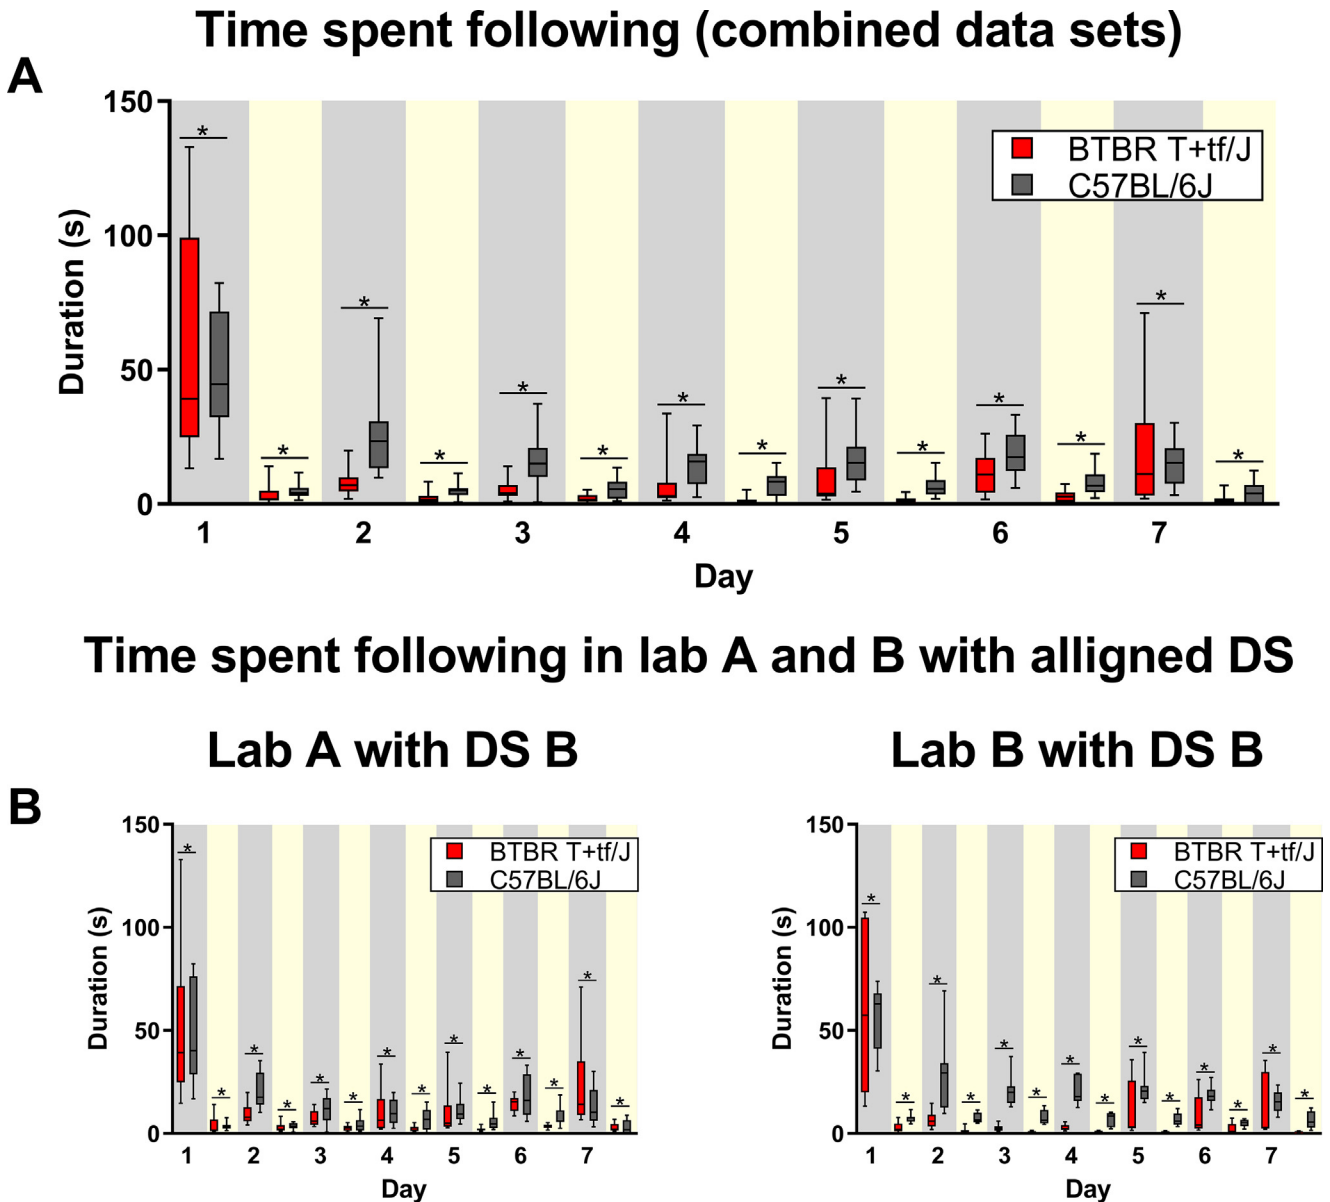 Time spent following (combined data sets)
A
150
100
50
0
Duration (s)
* * * * * * * * * * * * * *
BTBR T+tf/J
C57BL/6J
1 2 3 4 5 6 7
Day
Time spent following in lab A and B with alligned DS
Lab A with DS B
Lab B with DS B
B
150
100
50
0
Duration (s)
* * * * * * * * * * * * * *
BTBR T+tf/J
C57BL/6J
1 2 3 4 5 6 7
Day
150
100
50
0
Duration (s)
* * * * * * * * * * * * * *
BTBR T+tf/J
C57BL/6J
1 2 3 4 5 6 7
Day